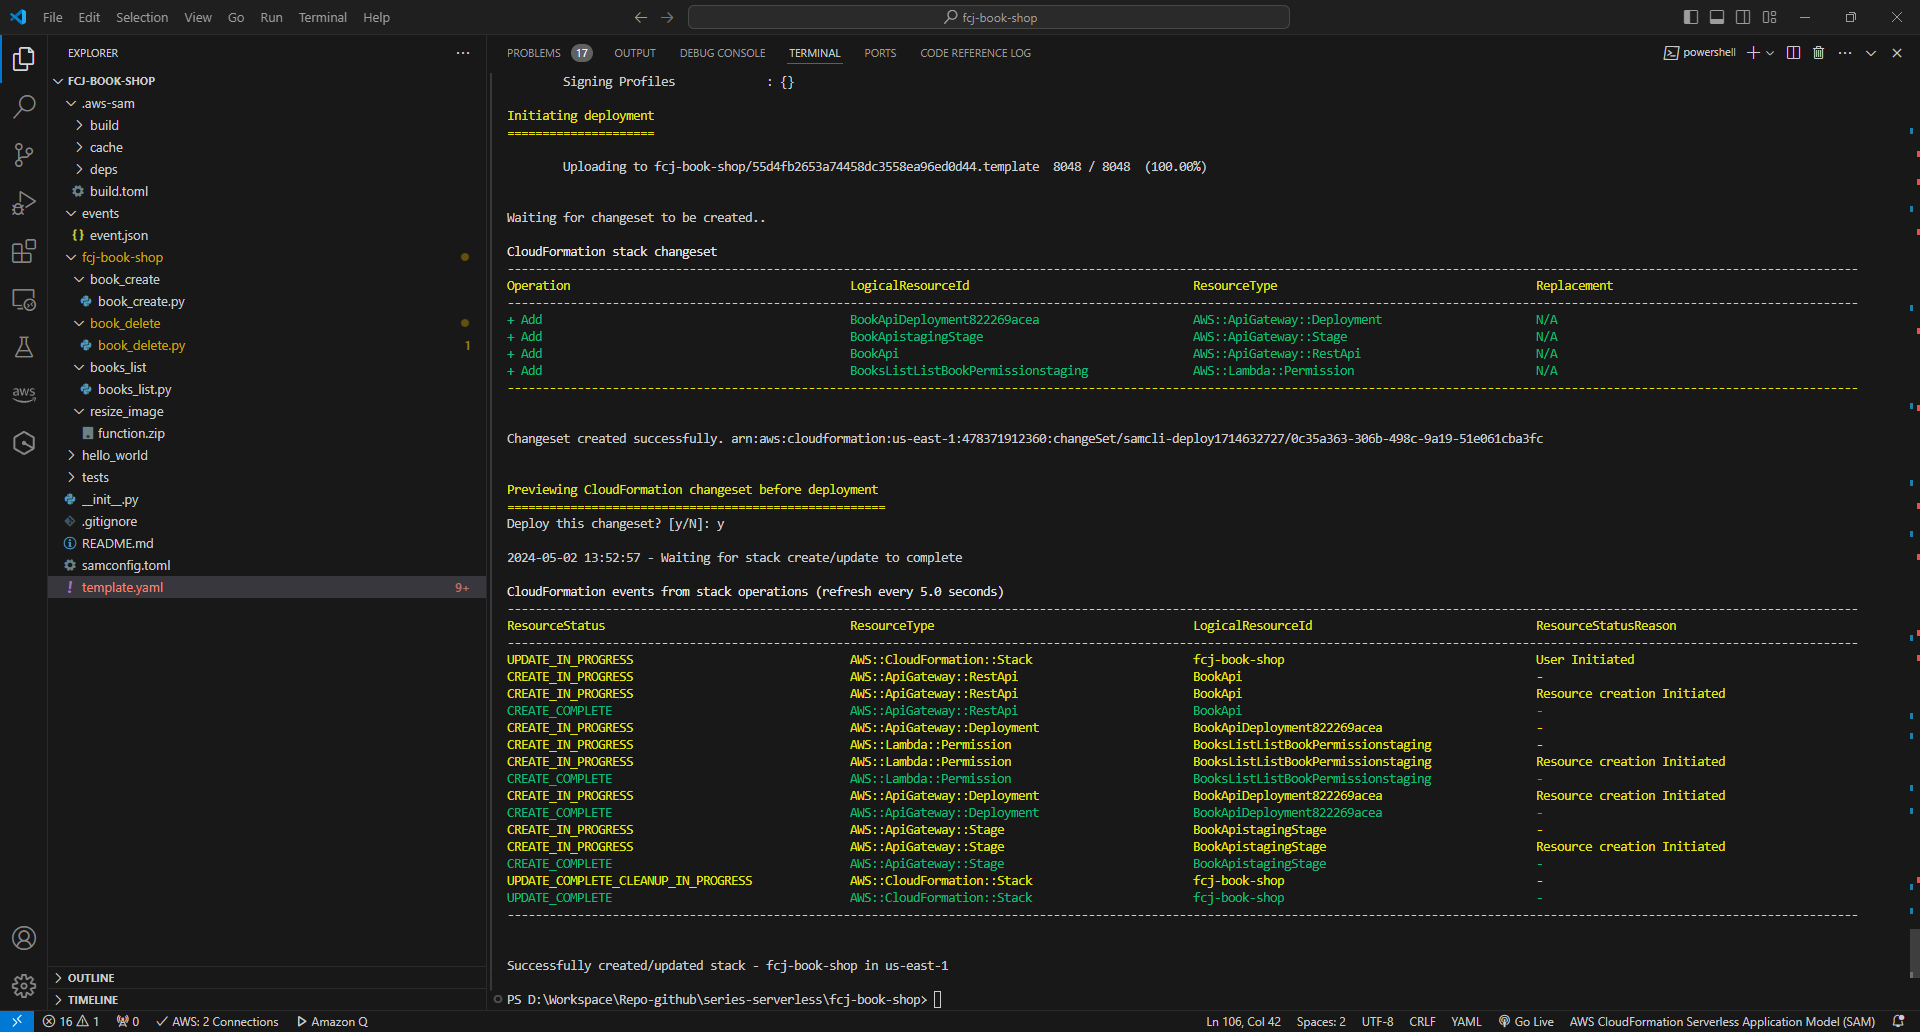 File Edit Selection View Go Run Terminal Help
fcj-book-shop
EXPLORER
FCJ-BOOK-SHOP
.aws-sam
build
cache
deps
build.toml
events
{} event.json
fcj-book-shop
book_create
book_create.py
book_delete
book_delete.py 1
books_list
books_list.py
resize_image
function.zip
hello_world
tests
__init__.py
.gitignore
README.md
samconfig.toml
! template.yaml 9+
OUTLINE
TIMELINE
aws
PROBLEMS 17 OUTPUT DEBUG CONSOLE TERMINAL PORTS CODE REFERENCE LOG
powershell
Signing Profiles : {}
Initiating deployment
=====================
Uploading to fcj-book-shop/55d4fb2653a74458dc3558ea96ed0d44.template 8048 / 8048 (100.00%)
Waiting for changeset to be created..
CloudFormation stack changeset
Operation LogicalResourceId ResourceType Replacement
+ Add BookApiDeployment822269acea AWS::ApiGateway::Deployment N/A
+ Add BookApistagingStage AWS::ApiGateway::Stage N/A
+ Add BookApi AWS::ApiGateway::RestApi N/A
+ Add BooksListListBookPermissionstaging AWS::Lambda::Permission N/A
Changeset created successfully. arn:aws:cloudformation:us-east-1:478371912360:changeSet/samcli-deploy1714632727/0c35a363-306b-498c-9a19-51e061cba3fc
Previewing CloudFormation changeset before deployment
======================================================
Deploy this changeset? [y/N]: y
2024-05-02 13:52:57 - Waiting for stack create/update to complete
CloudFormation events from stack operations (refresh every 5.0 seconds)
ResourceStatus ResourceType LogicalResourceId ResourceStatusReason
UPDATE_IN_PROGRESS AWS::CloudFormation::Stack fcj-book-shop User Initiated
CREATE_IN_PROGRESS AWS::ApiGateway::RestApi BookApi -
CREATE_IN_PROGRESS AWS::ApiGateway::RestApi BookApi Resource creation Initiated
CREATE_COMPLETE AWS::ApiGateway::RestApi BookApi -
CREATE_IN_PROGRESS AWS::ApiGateway::Deployment BookApiDeployment822269acea -
CREATE_IN_PROGRESS AWS::Lambda::Permission BooksListListBookPermissionstaging -
CREATE_IN_PROGRESS AWS::Lambda::Permission BooksListListBookPermissionstaging Resource creation Initiated
CREATE_COMPLETE AWS::Lambda::Permission BooksListListBookPermissionstaging -
CREATE_IN_PROGRESS AWS::ApiGateway::Deployment BookApiDeployment822269acea Resource creation Initiated
CREATE_COMPLETE AWS::ApiGateway::Deployment BookApiDeployment822269acea -
CREATE_IN_PROGRESS AWS::ApiGateway::Stage BookApistagingStage -
CREATE_IN_PROGRESS AWS::ApiGateway::Stage BookApistagingStage Resource creation Initiated
CREATE_COMPLETE AWS::ApiGateway::Stage BookApistagingStage -
UPDATE_COMPLETE_CLEANUP_IN_PROGRESS AWS::CloudFormation::Stack fcj-book-shop -
UPDATE_COMPLETE AWS::CloudFormation::Stack fcj-book-shop -
Successfully created/updated stack - fcj-book-shop in us-east-1
PS D:\Workspace\Repo-github\series-serverless\fcj-book-shop>
16 1 0 AWS: 2 Connections Amazon Q Ln 106, Col 42 Spaces: 2 UTF-8 CRLF YAML Go Live AWS CloudFormation Serverless Application Model (SAM)